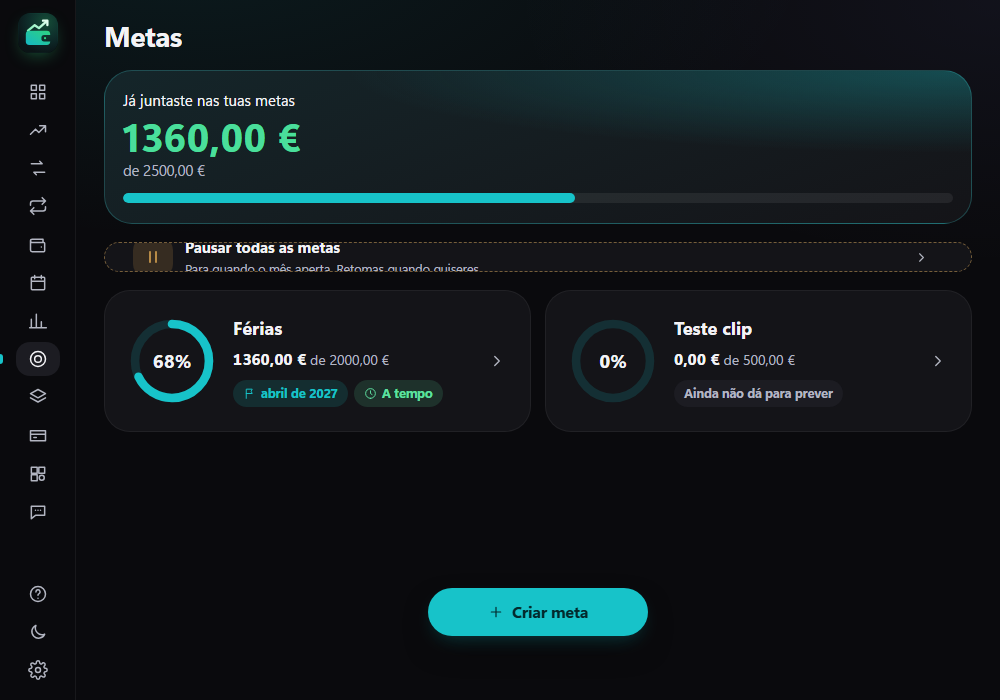 Metas
Já juntaste nas tuas metas
1360,00 €
de 2500,00 €
Pausar todas as metas
Para quando o mês aperta. Retomas quando quiseres.
68%
Férias
1360,00 € de 2000,00 €
abril de 2027
A tempo
0%
Teste clip
0,00 € de 500,00 €
Ainda não dá para prever
+ Criar meta